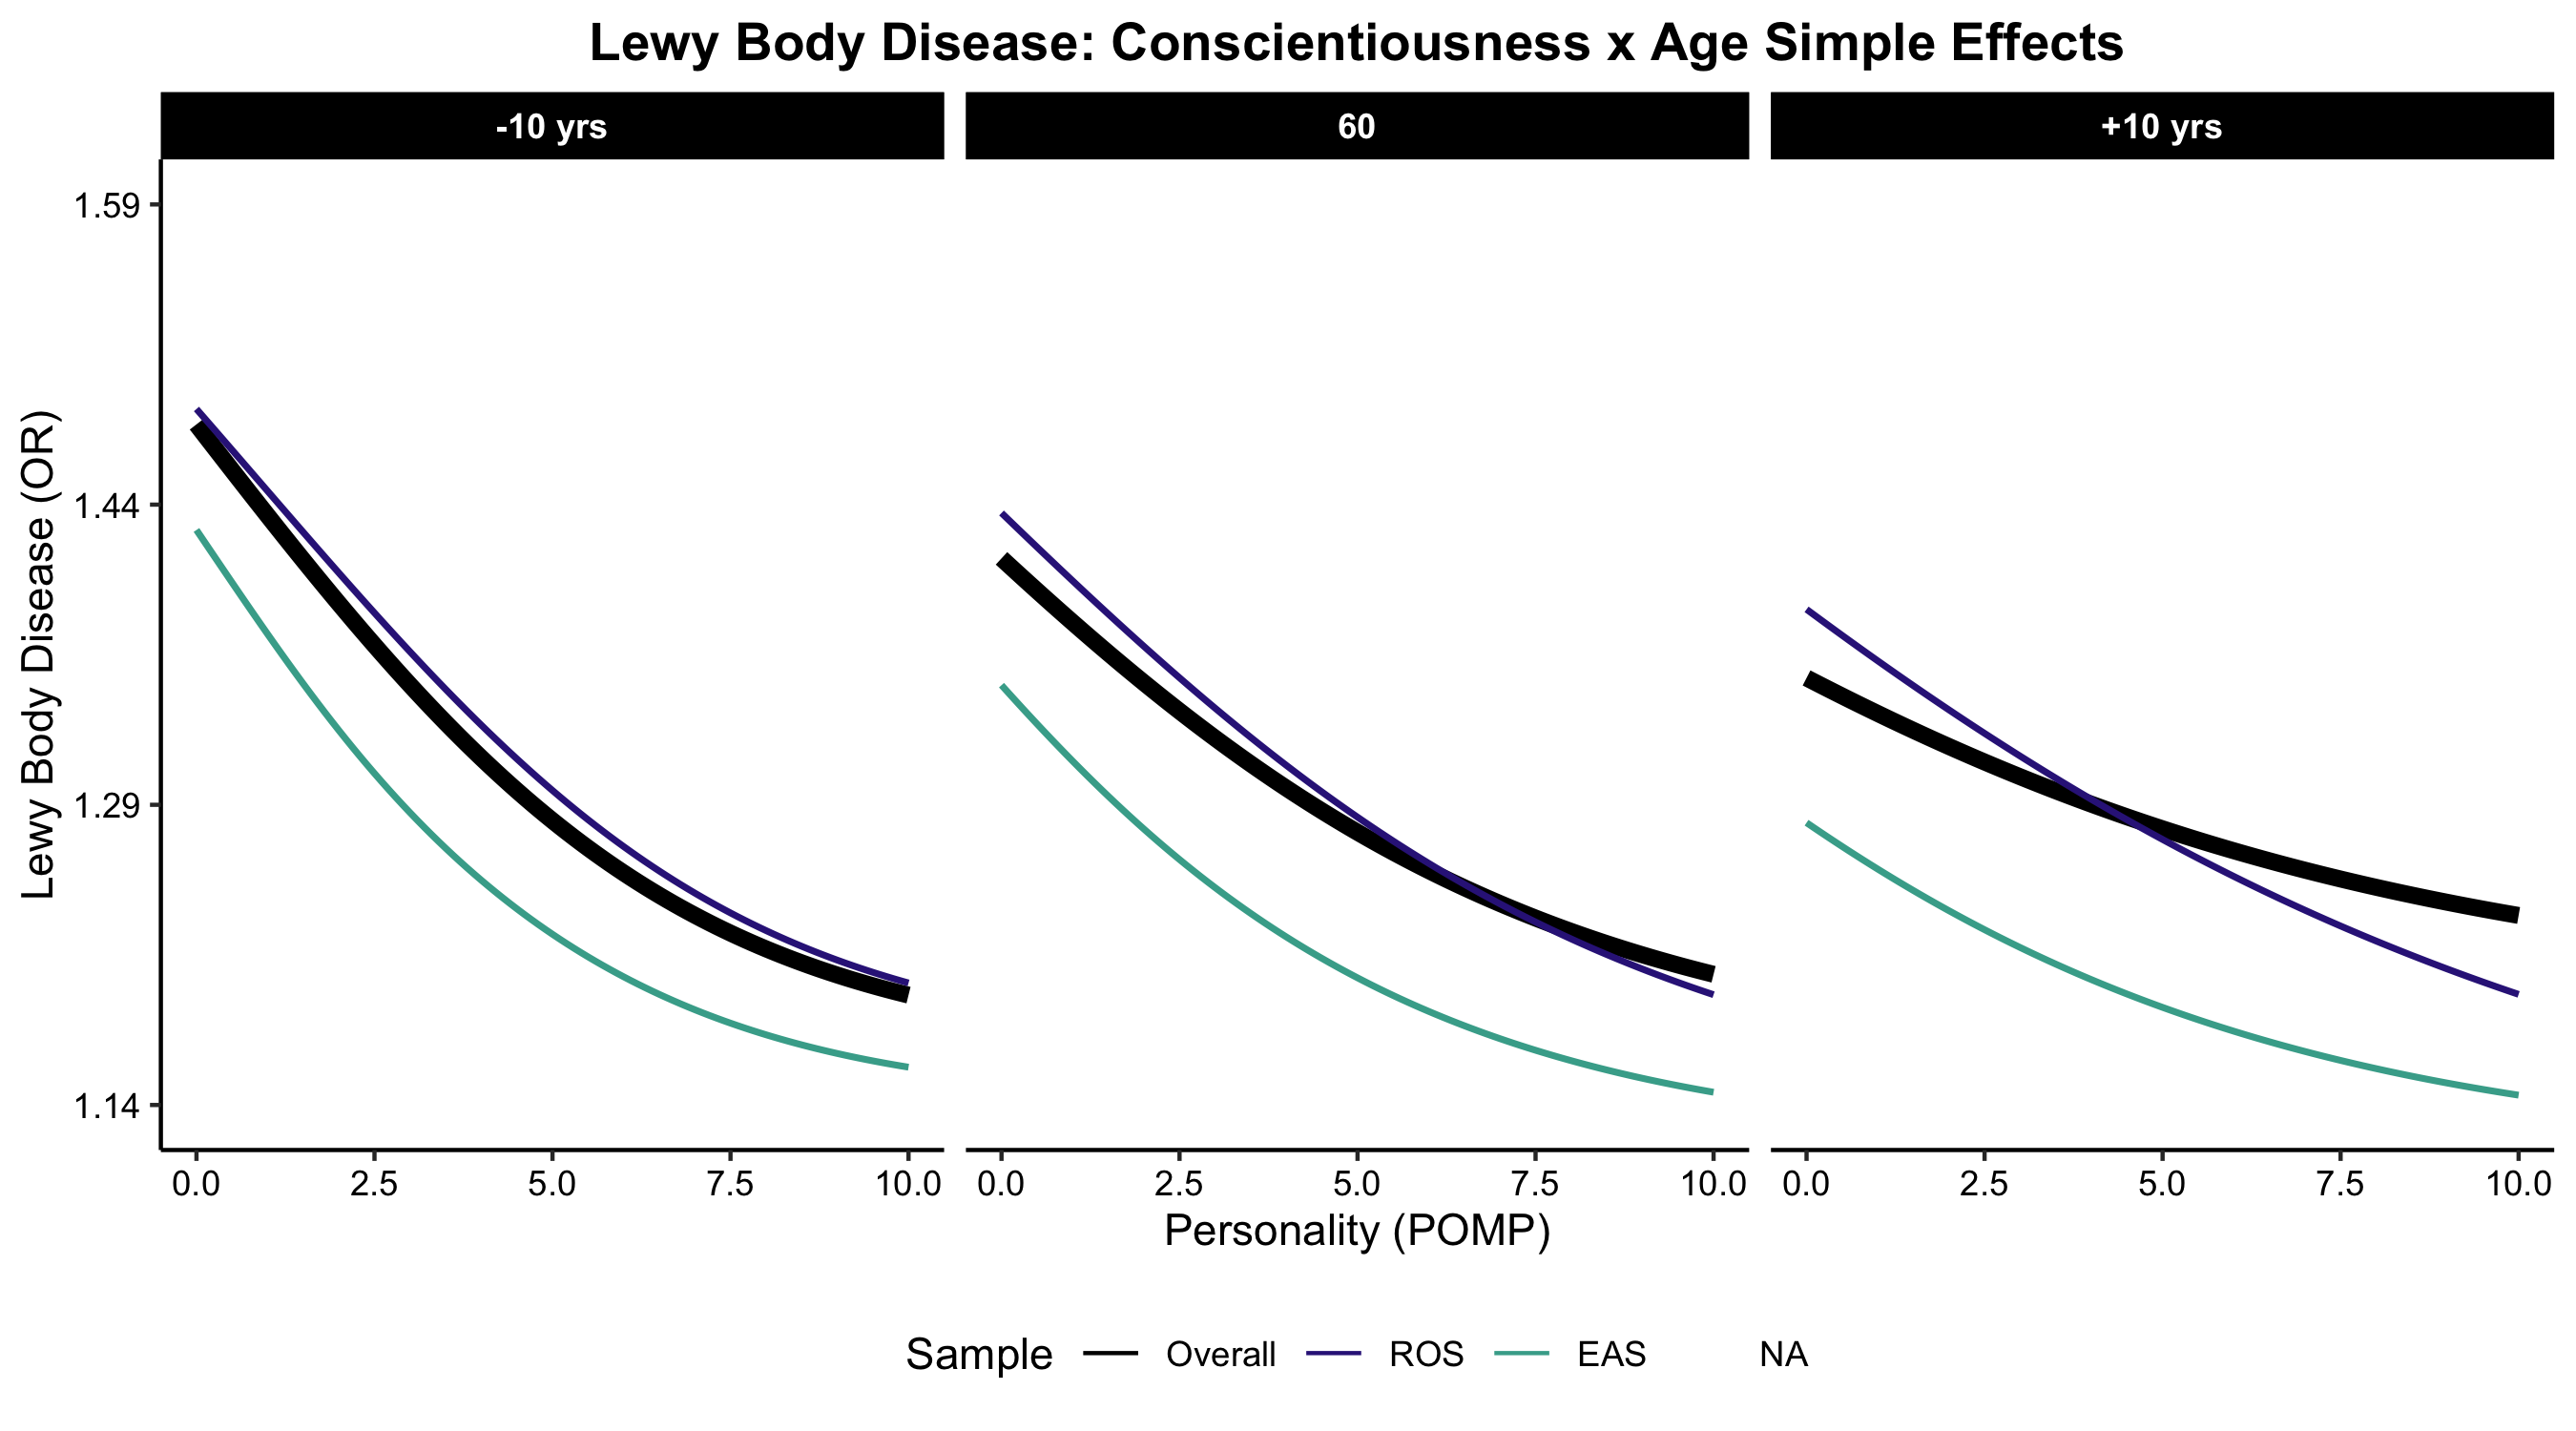 Lewy Body Disease: Conscientiousness x Age Simple Effects
-10 yrs 60 +10 yrs
Lewy Body Disease (OR)
1.59
1.44
1.29
1.14
0.0 2.5 5.0 7.5 10.0 0.0 2.5 5.0 7.5 10.0 0.0 2.5 5.0 7.5 10.0
Personality (POMP)
Sample Overall ROS EAS NA